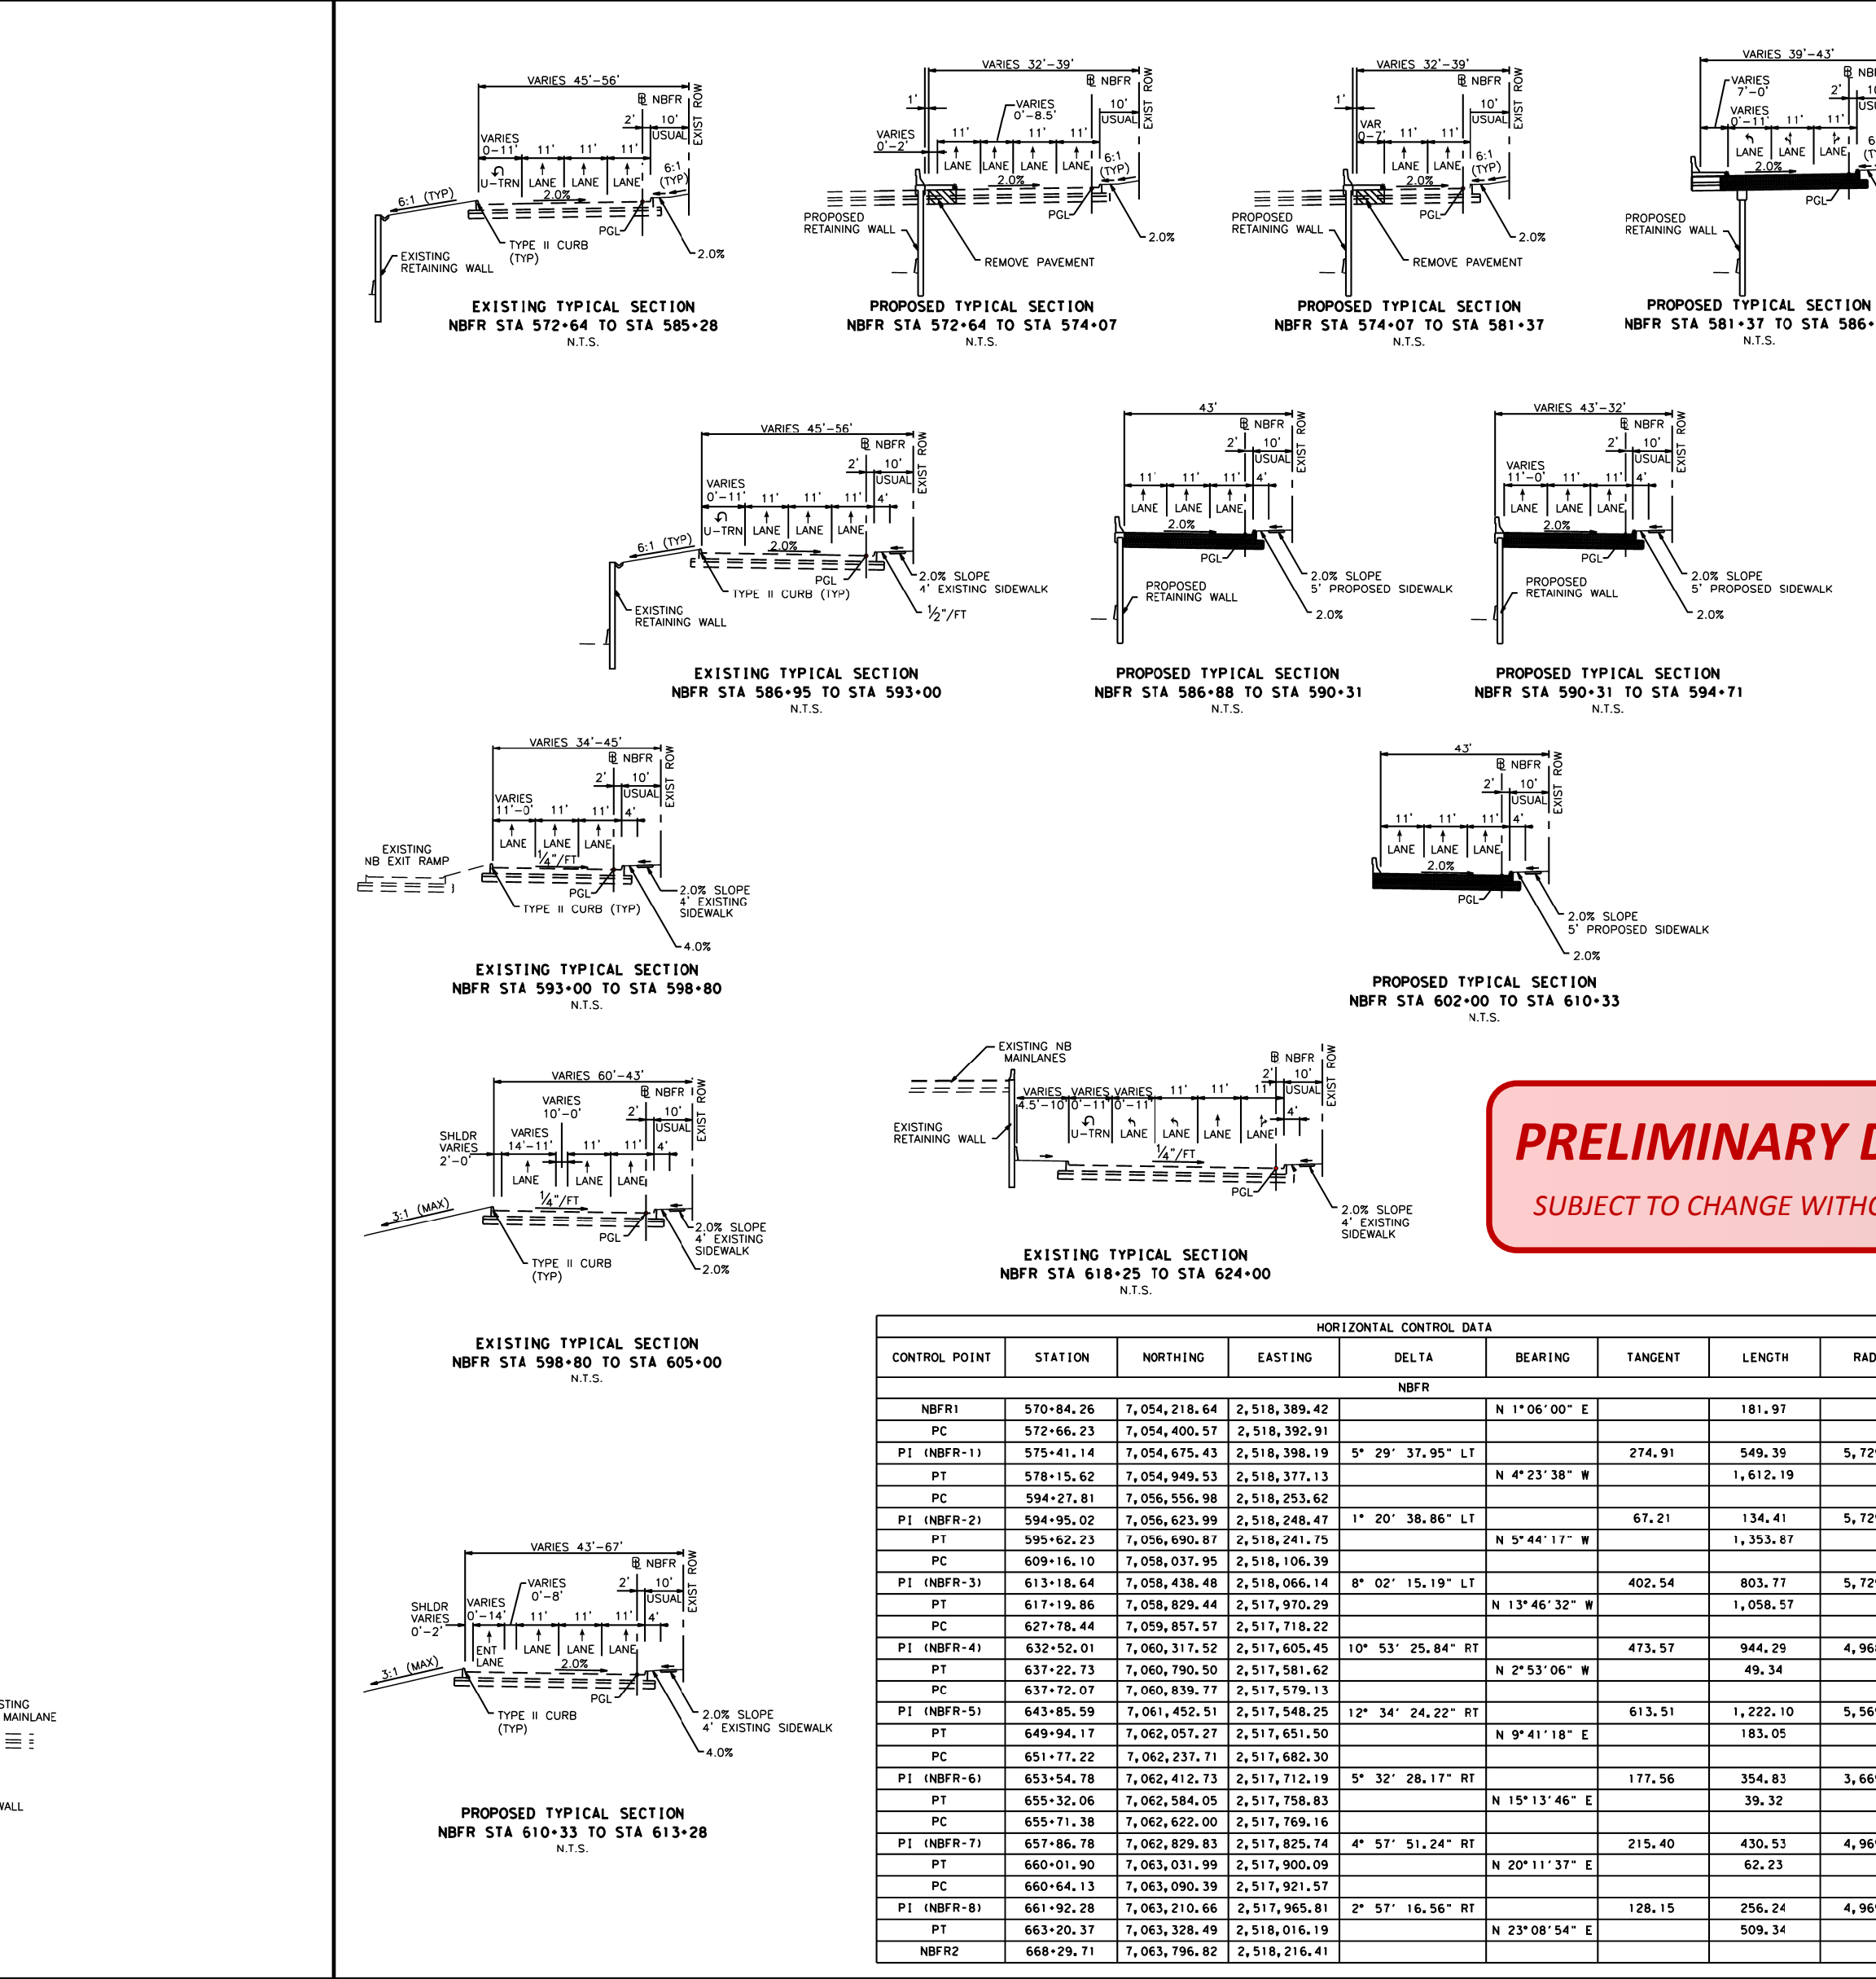 VARIES 45'-56'
℄ NBFR
EXIST ROW
2'
10'
USUAL
VARIES
0-11'
11'
11'
11'
U-TRN
LANE
LANE
LANE
6:1
(TYP)
6:1 (TYP)
2.0%
PGL
TYPE II CURB
(TYP)
2.0%
EXISTING
RETAINING WALL
EXISTING TYPICAL SECTION
NBFR STA 572+64 TO STA 585+28
N.T.S.
VARIES 32'-39'
NBFR
EXIST ROW
1'
VARIES
0'-8.5'
10'
USUAL
VARIES
0'-2'
11'
11'
11'
LANE
LANE
LANE
LANE
6:1
(TYP)
2.0%
PROPOSED
RETAINING WALL
PGL
2.0%
REMOVE PAVEMENT
PROPOSED TYPICAL SECTION
NBFR STA 572+64 TO STA 574+07
N.T.S.
VARIES 32'-39'
NBFR
EXIST ROW
1'
10'
USUAL
VAR
0-7'
11'
11'
LANE
LANE
6:1
(TYP)
2.0%
PROPOSED
RETAINING WALL
PGL
2.0%
REMOVE PAVEMENT
PROPOSED TYPICAL SECTION
NBFR STA 574+07 TO STA 581+37
N.T.S.
VARIES 39'-43'
VARIES
7'-0'
2'
VARIES
0'-11'
11'
11'
LANE
LANE
LANE
2.0%
PGL
PROPOSED
RETAINING WALL
PROPOSED TYPICAL SECTION
NBFR STA 581+37 TO STA 586+
N.T.S.
VARIES 45'-56'
NBFR
EXIST ROW
2'
10'
USUAL
VARIES
0'-11'
11'
11'
11'
4'
U-TRN
LANE
LANE
LANE
6:1 (TYP)
2.0%
PGL
2.0% SLOPE
4' EXISTING SIDEWALK
TYPE II CURB (TYP)
½"/FT
EXISTING
RETAINING WALL
EXISTING TYPICAL SECTION
NBFR STA 586+95 TO STA 593+00
N.T.S.
43'
NBFR
EXIST ROW
2'
10'
USUAL
11'
11'
11'
4'
LANE
LANE
LANE
2.0%
PGL
2.0% SLOPE
5' PROPOSED SIDEWALK
PROPOSED
RETAINING WALL
2.0%
PROPOSED TYPICAL SECTION
NBFR STA 586+88 TO STA 590+31
N.T.S.
VARIES 43'-32'
NBFR
EXIST ROW
2'
10'
USUAL
VARIES
11'-0'
11'
11'
4'
LANE
LANE
LANE
2.0%
PGL
2.0% SLOPE
5' PROPOSED SIDEWALK
PROPOSED
RETAINING WALL
2.0%
PROPOSED TYPICAL SECTION
NBFR STA 590+31 TO STA 594+71
N.T.S.
VARIES 34'-45'
NBFR
EXIST ROW
2'
10'
USUAL
VARIES
11'-0'
11'
11'
4'
LANE
LANE
LANE
EXISTING
NB EXIT RAMP
¼"/FT
PGL
2.0% SLOPE
4' EXISTING
SIDEWALK
TYPE II CURB (TYP)
4.0%
EXISTING TYPICAL SECTION
NBFR STA 593+00 TO STA 598+80
N.T.S.
43'
NBFR
EXIST ROW
2'
10'
USUAL
11'
11'
11'
4'
LANE
LANE
LANE
2.0%
PGL
2.0% SLOPE
5' PROPOSED SIDEWALK
2.0%
PROPOSED TYPICAL SECTION
NBFR STA 602+00 TO STA 610+33
N.T.S.
VARIES 60'-43'
NBFR
EXIST ROW
VARIES
10'-0'
2'
10'
USUAL
SHLDR
VARIES
2'-0'
VARIES
14'-11'
11'
11'
4'
LANE
LANE
LANE
3:1 (MAX)
¼"/FT
PGL
2.0% SLOPE
4' EXISTING
SIDEWALK
TYPE II CURB
(TYP)
2.0%
EXISTING TYPICAL SECTION
NBFR STA 598+80 TO STA 605+00
N.T.S.
EXISTING NB
MAINLANES
NBFR
EXIST ROW
2'
10'
USUAL
VARIES VARIES VARIES
4.5'-10' 0'-11' 0'-11'
11'
11'
11'
4'
EXISTING
RETAINING WALL
U-TRN
LANE
LANE
LANE
LANE
¼"/FT
PGL
2.0% SLOPE
4' EXISTING
SIDEWALK
EXISTING TYPICAL SECTION
NBFR STA 618+25 TO STA 624+00
N.T.S.
PRELIMINARY
SUBJECT TO CHANGE
VARIES 43'-67'
NBFR
EXIST ROW
VARIES
0'-8'
2'
10'
USUAL
SHLDR
VARIES
0'-2'
VARIES
0'-14'
11'
11'
11'
4'
ENT
LANE
LANE
LANE
LANE
3:1 (MAX)
2.0%
PGL
TYPE II CURB
(TYP)
2.0% SLOPE
4' EXISTING SIDEWALK
4.0%
PROPOSED TYPICAL SECTION
NBFR STA 610+33 TO STA 613+28
N.T.S.
MAINLANE
HORIZONTAL CONTROL DATA
CONTROL POINT STATION NORTHING EASTING DELTA BEARING TANGENT LENGTH RAD
NBFR
NBFR1 570+84.26 7,054,218.64 2,518,389.42 N 1°06'00" E 181.97
PC 572+66.23 7,054,400.57 2,518,392.91
PI (NBFR-1) 575+41.14 7,054,675.43 2,518,398.19 5° 29' 37.95" LT 274.91 549.39 5,72
PT 578+15.62 7,054,949.53 2,518,377.13 N 4°23'38" W 1,612.19
PC 594+27.81 7,056,556.98 2,518,253.62
PI (NBFR-2) 594+95.02 7,056,623.99 2,518,248.47 1° 20' 38.86" LT 67.21 134.41 5,72
PT 595+62.23 7,056,690.87 2,518,241.75 N 5°44'17" W 1,353.87
PC 609+16.10 7,058,037.95 2,518,106.39
PI (NBFR-3) 613+18.64 7,058,438.48 2,518,066.14 8° 02' 15.19" LT 402.54 803.77 5,72
PT 617+19.86 7,058,829.44 2,517,970.29 N 13°46'32" W 1,058.57
PC 627+78.44 7,059,857.57 2,517,718.22
PI (NBFR-4) 632+52.01 7,060,317.52 2,517,605.45 10° 53' 25.84" RT 473.57 944.29 4,96
PT 637+22.73 7,060,790.50 2,517,581.62 N 2°53'06" W 49.34
PC 637+72.07 7,060,839.77 2,517,579.13
PI (NBFR-5) 643+85.59 7,061,452.51 2,517,548.25 12° 34' 24.22" RT 613.51 1,222.10 5,56
PT 649+94.17 7,062,057.27 2,517,651.50 N 9°41'18" E 183.05
PC 651+77.22 7,062,237.71 2,517,682.30
PI (NBFR-6) 653+54.78 7,062,412.73 2,517,712.19 5° 32' 28.17" RT 177.56 354.83 3,66
PT 655+32.06 7,062,584.05 2,517,758.83 N 15°13'46" E 39.32
PC 655+71.38 7,062,622.00 2,517,769.16
PI (NBFR-7) 657+86.78 7,062,829.83 2,517,825.74 4° 57' 51.24" RT 215.40 430.53 4,96
PT 660+01.90 7,063,031.99 2,517,900.09 N 20°11'37" E 62.23
PC 660+64.13 7,063,090.39 2,517,921.57
PI (NBFR-8) 661+92.28 7,063,210.66 2,517,965.81 2° 57' 16.56" RT 128.15 256.24 4,96
PT 663+20.37 7,063,328.49 2,518,016.19 N 23°08'54" E 509.34
NBFR2 668+29.71 7,063,796.82 2,518,216.41